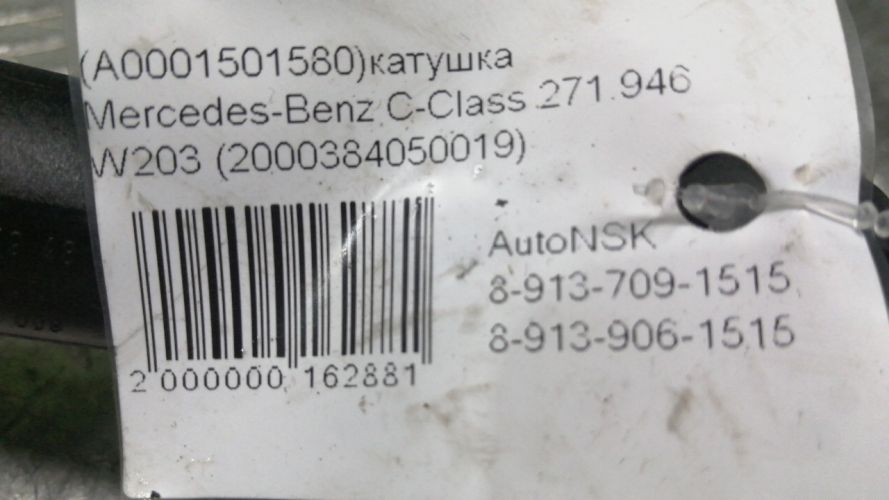 (A0001501580)катушка
Mercedes-Benz C-Class 271.946
W203 (2000384050019)
AutoNSK
8-913-709-1515
8-913-906-1515
2 000000 162881